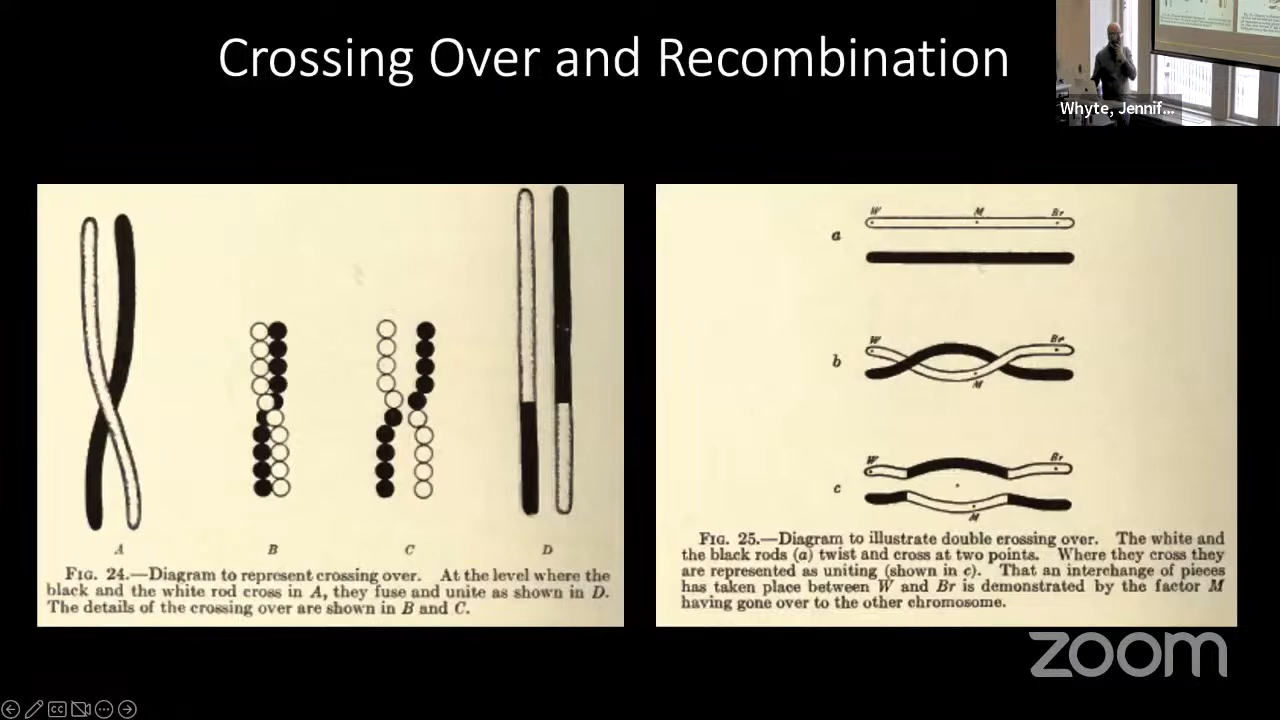 Crossing Over and Recombination
Whyte, Jennif...
A
B
C
D
FIG. 24.—Diagram to represent crossing over. At the level where the
black and the white rod cross in A, they fuse and unite as shown in D.
The details of the crossing over are shown in B and C.
W
M
Br
a
W
Br
b
M
W
Br
c
M
FIG. 25.—Diagram to illustrate double crossing over. The white and
the black rods (a) twist and cross at two points. Where they cross they
are represented as uniting (shown in c). That an interchange of pieces
has taken place between W and Br is demonstrated by the factor M
having gone over to the other chromosome.
zoom
CC